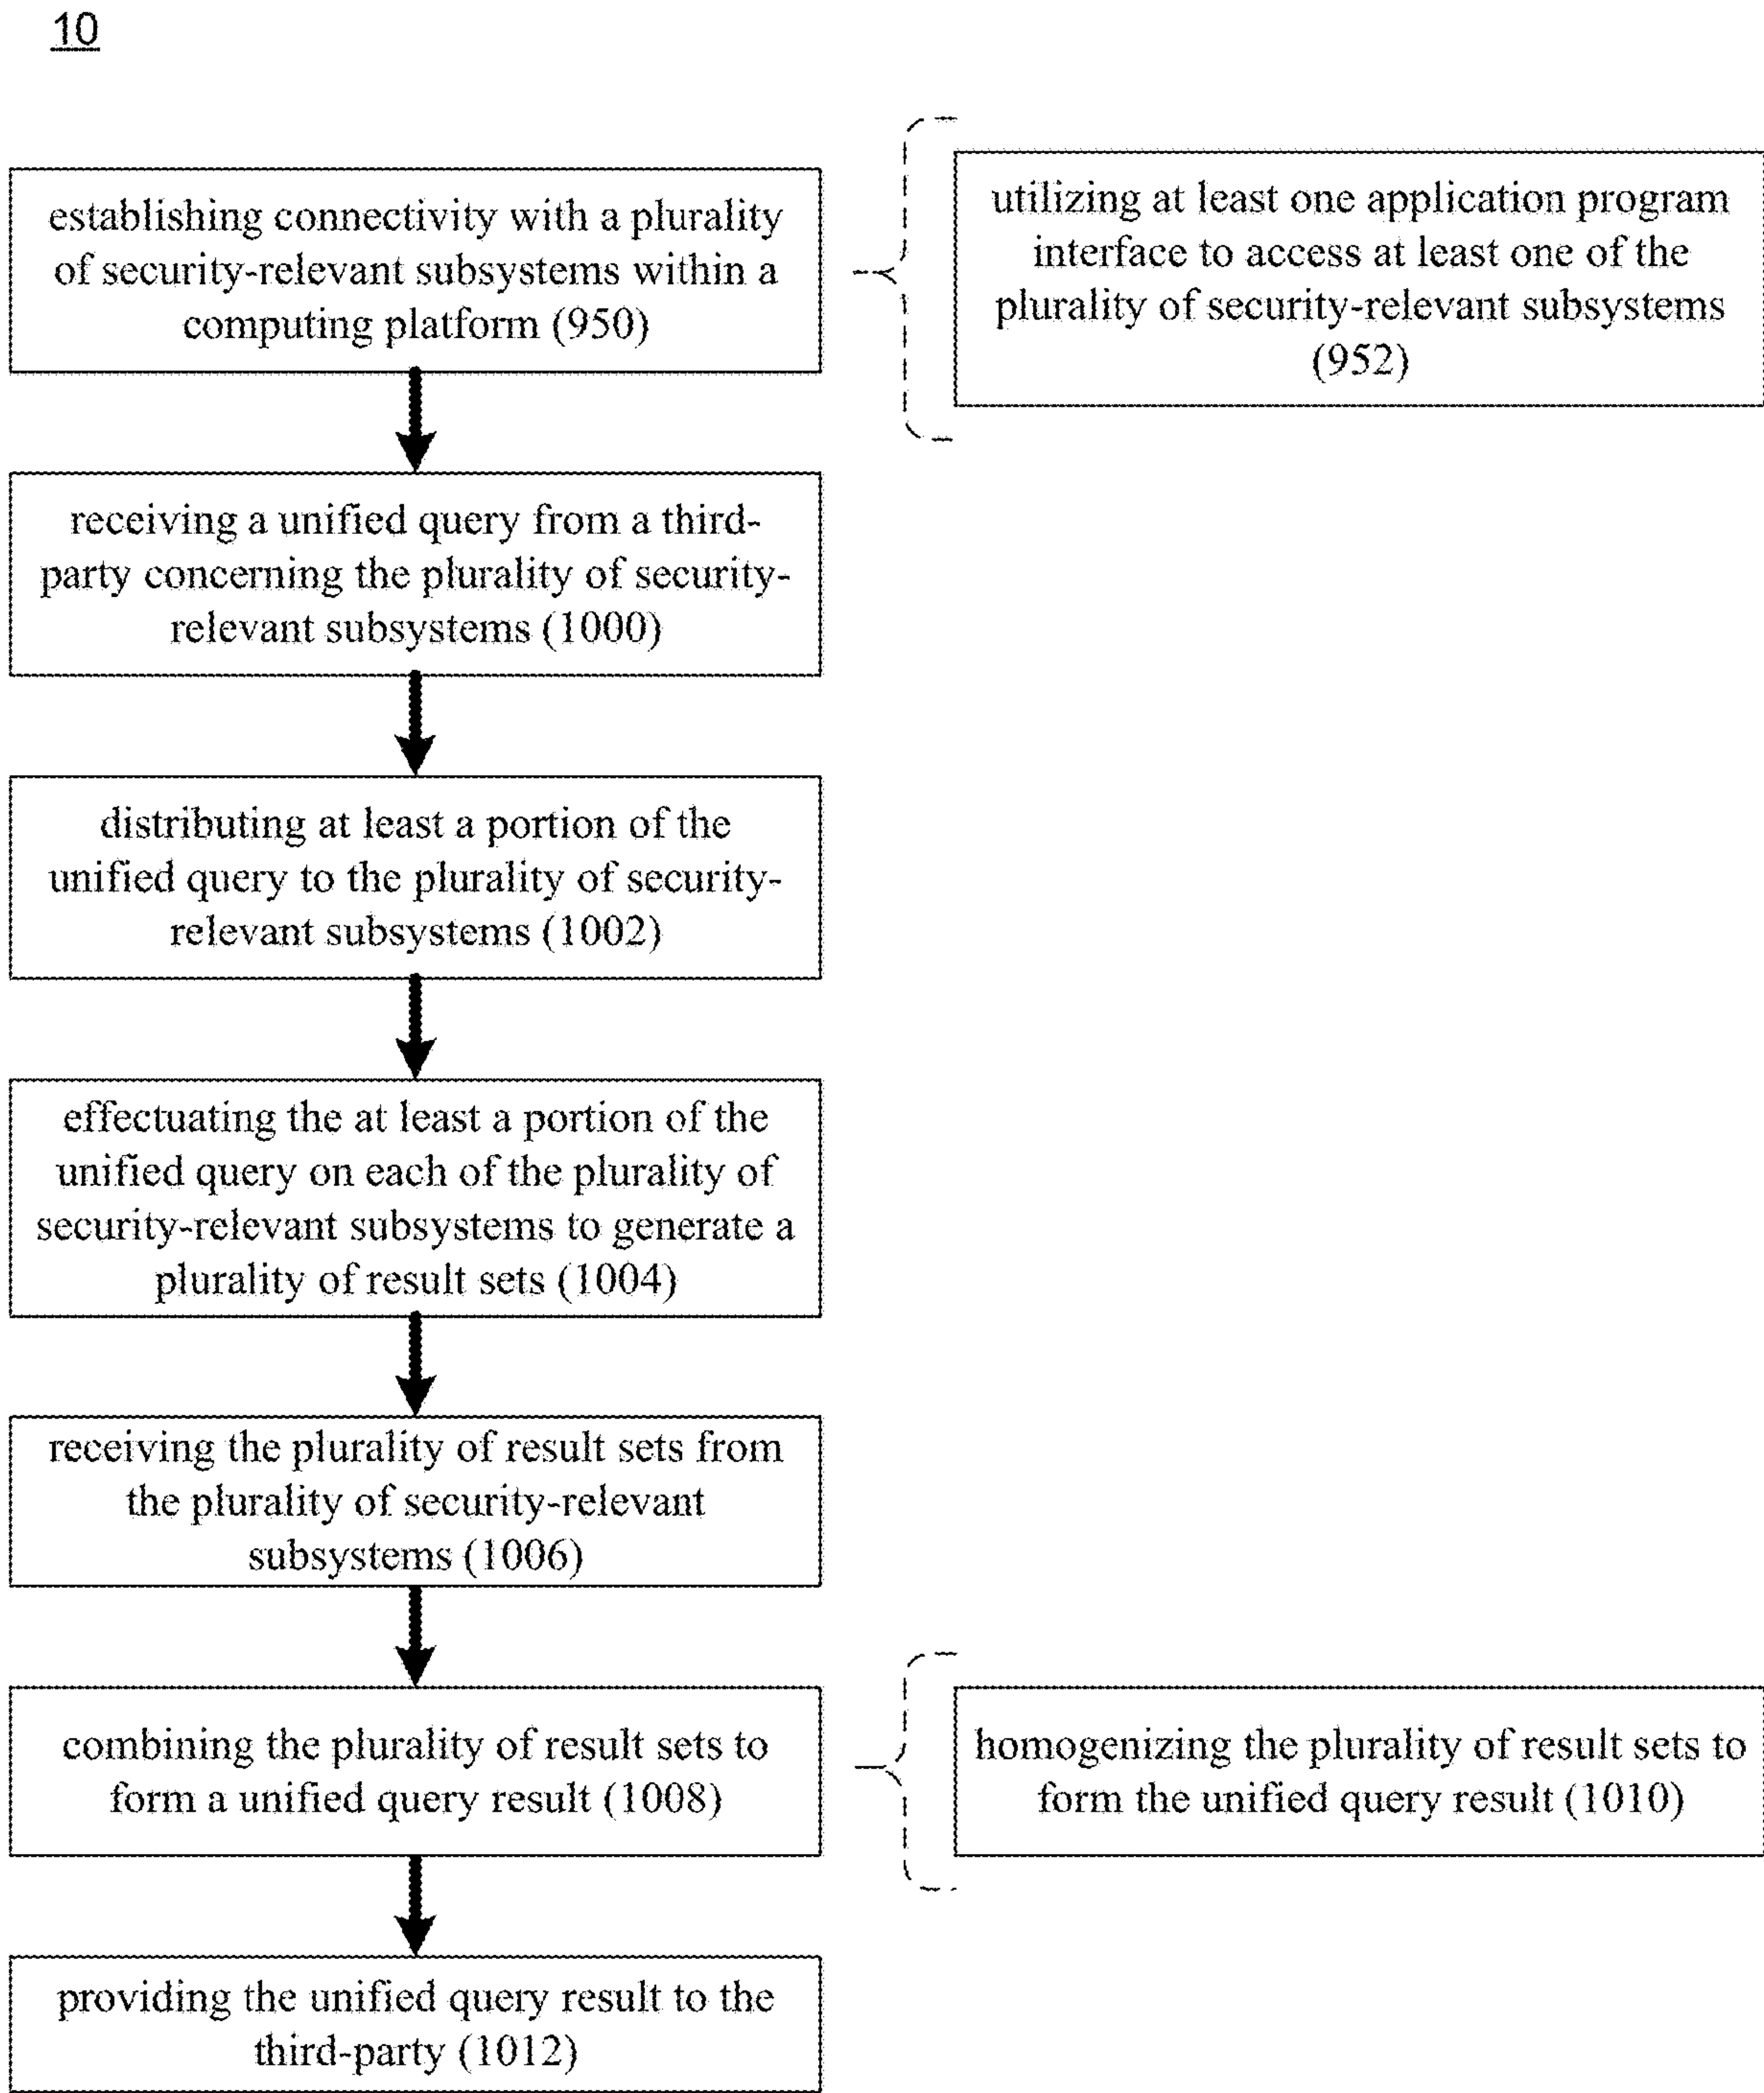 10
establishing connectivity with a plurality
of security-relevant subsystems within a
computing platform (950)
utilizing at least one application program
interface to access at least one of the
plurality of security-relevant subsystems
(952)
receiving a unified query from a third-
party concerning the plurality of security-
relevant subsystems (1000)
distributing at least a portion of the
unified query to the plurality of security-
relevant subsystems (1002)
effectuating the at least a portion of the
unified query on each of the plurality of
security-relevant subsystems to generate a
plurality of result sets (1004)
receiving the plurality of result sets from
the plurality of security-relevant
subsystems (1006)
combining the plurality of result sets to
form a unified query result (1008)
homogenizing the plurality of result sets to
form the unified query result (1010)
providing the unified query result to the
third-party (1012)